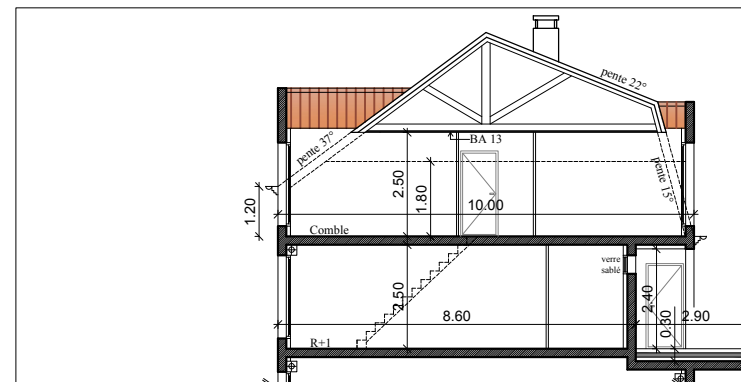 pente 22°
BA 13
pente 37°
2.50
1.80
pente 15°
1.20
10.00
Comble
verre
sablé
2.50
2.40
0.30
8.60
2.90
R+1